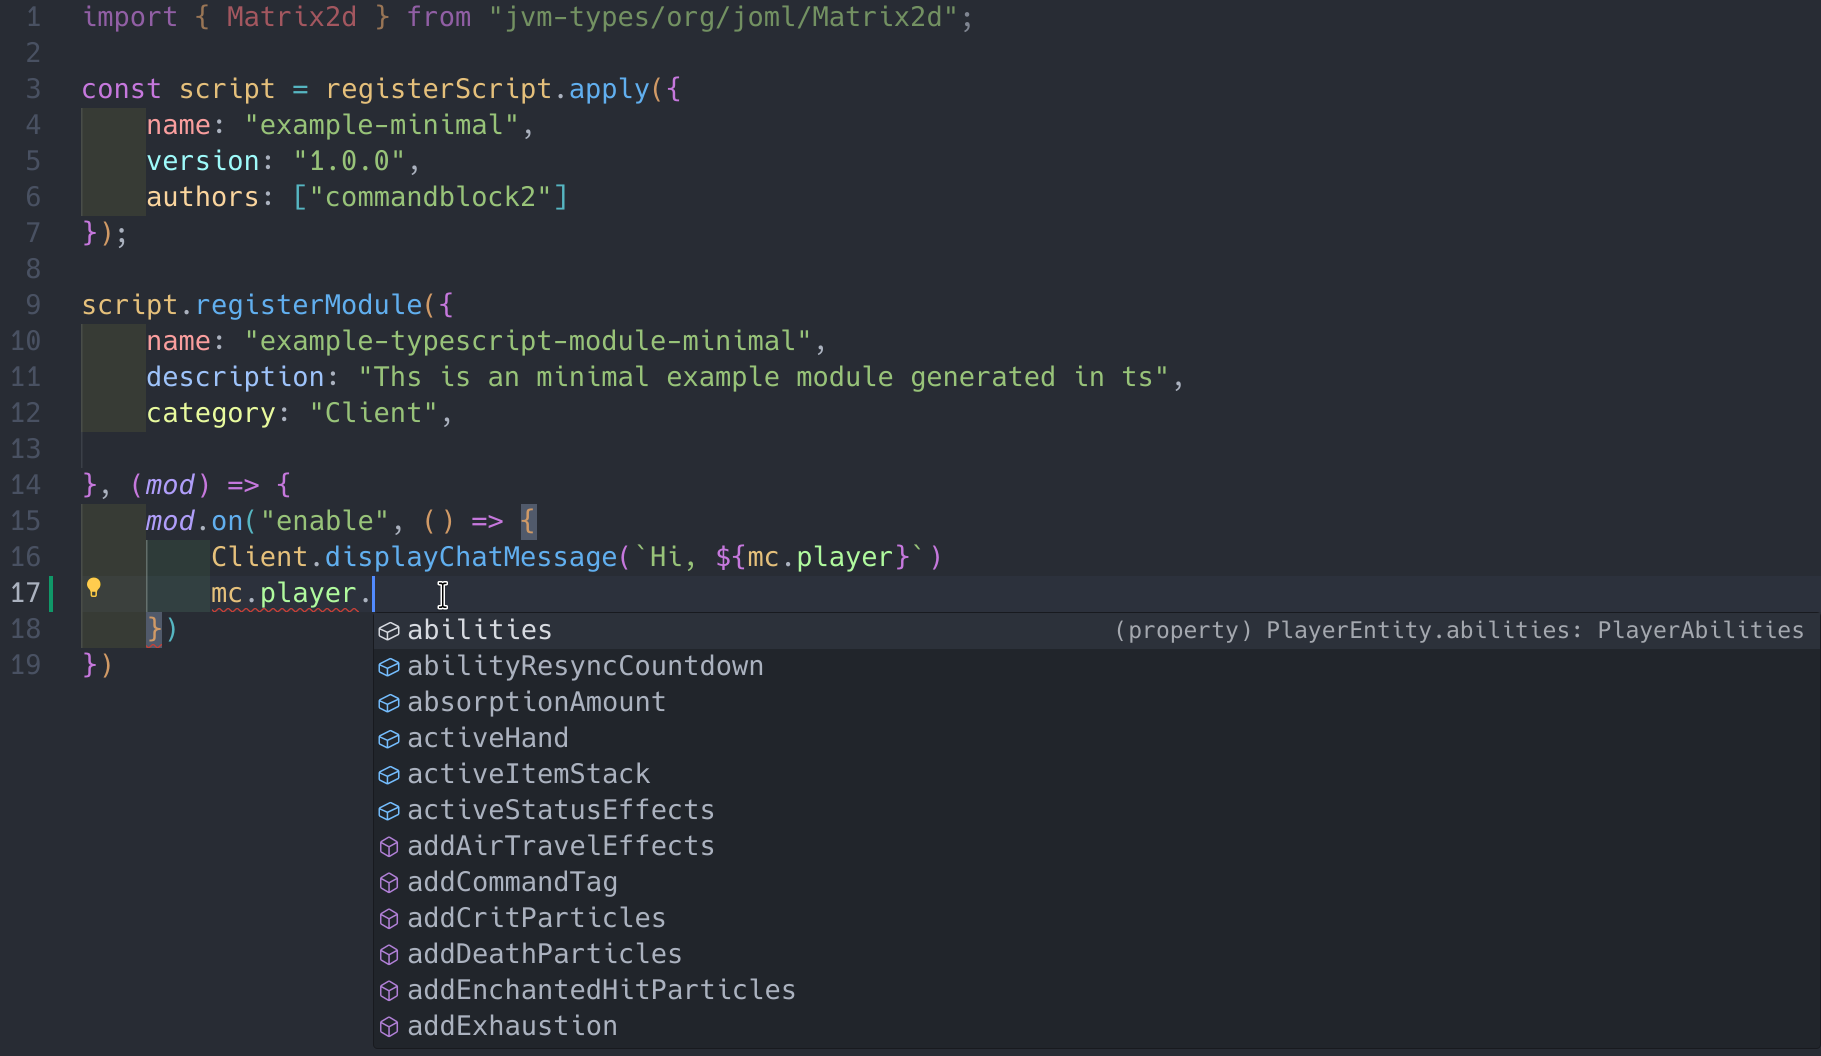 1 import { Matrix2d } from "jvm-types/org/joml/Matrix2d";
2
3 const script = registerScript.apply({
4 name: "example-minimal",
5 version: "1.0.0",
6 authors: ["commandblock2"]
7 });
8
9 script.registerModule({
10 name: "example-typescript-module-minimal",
11 description: "Ths is an minimal example module generated in ts",
12 category: "Client",
13
14 }, (mod) => {
15 mod.on("enable", () => {
16 Client.displayChatMessage(`Hi, ${mc.player}`)
17 mc.player.
18 })
abilities (property) PlayerEntity.abilities: PlayerAbilities
19 })
abilityResyncCountdown
absorptionAmount
activeHand
activeItemStack
activeStatusEffects
addAirTravelEffects
addCommandTag
addCritParticles
addDeathParticles
addEnchantedHitParticles
addExhaustion